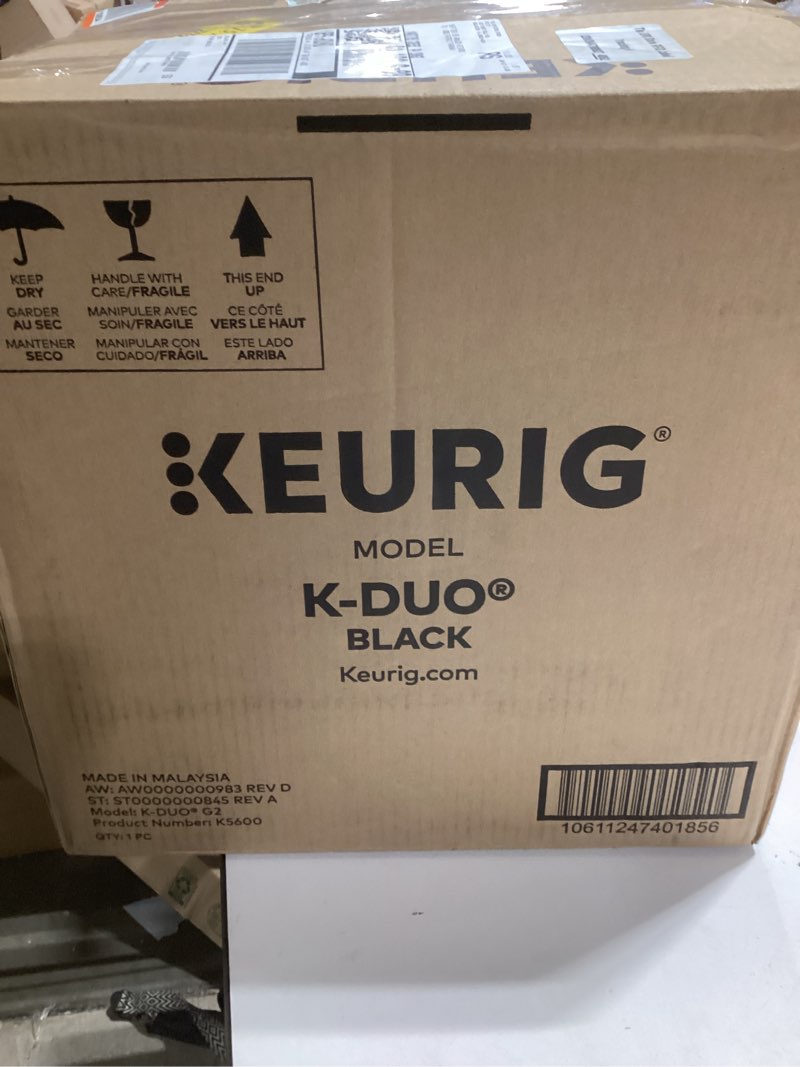 KEEP
DRY
HANDLE WITH
CARE/FRAGILE
THIS END
UP
GARDER
AU SEC
MANIPULER AVEC
SOIN/FRAGILE
CE CÔTÉ
VERS LE HAUT
MANTENER
SECO
MANIPULAR CON
CUIDADO/FRÁGIL
ESTE LADO
ARRIBA
KEURIG®
MODEL
K-DUO®
BLACK
Keurig.com
MADE IN MALAYSIA
AW: AW0000000983 REV D
ST: ST0000000845 REV A
Model: K-DUO® G2
Product Number: K5600
QTY: 1 PC
10611247401856